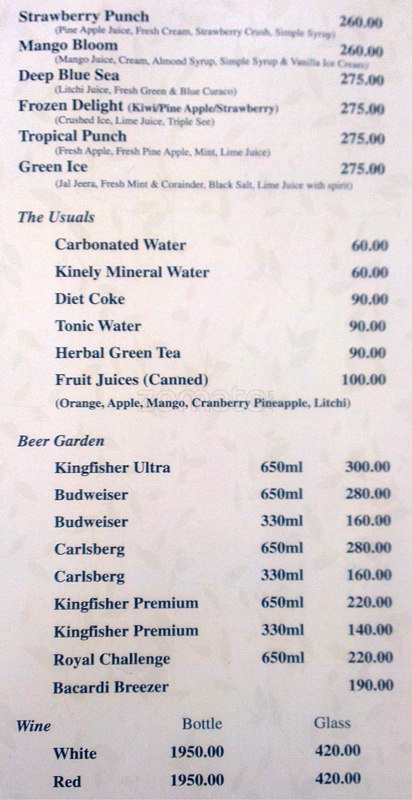 Strawberry Punch 260.00
(Pine Apple Juice, Fresh Cream, Strawberry Crush, Simple Syrup)
Mango Bloom 260.00
(Mango Juice, Cream, Almond Syrup, Simple Syrup & Vanilla Ice Cream)
Deep Blue Sea 275.00
(Litchi Juice, Fresh Green & Blue Curaco)
Frozen Delight (Kiwi/Pine Apple/Strawberry) 275.00
(Crushed Ice, Lime Juice, Triple See)
Tropical Punch 275.00
(Fresh Apple, Fresh Pine Apple, Mint, Lime Juice)
Green Ice 275.00
(Jal Jeera, Fresh Mint & Corainder, Black Salt, Lime Juice with spirit)
The Usuals
Carbonated Water 60.00
Kinely Mineral Water 60.00
Diet Coke 90.00
Tonic Water 90.00
Herbal Green Tea 90.00
Fruit Juices (Canned) 100.00
(Orange, Apple, Mango, Cranberry Pineapple, Litchi)
Beer Garden
Kingfisher Ultra 650ml 300.00
Budweiser 650ml 280.00
Budweiser 330ml 160.00
Carlsberg 650ml 280.00
Carlsberg 330ml 160.00
Kingfisher Premium 650ml 220.00
Kingfisher Premium 330ml 140.00
Royal Challenge 650ml 220.00
Bacardi Breezer 190.00
Wine Bottle Glass
White 1950.00 420.00
Red 1950.00 420.00